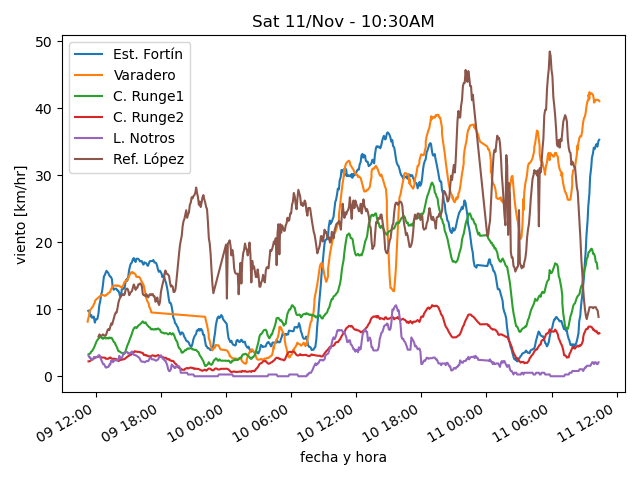 Sat 11/Nov - 10:30AM
viento [km/hr]
50
40
30
20
10
0
Est. Fortín
Varadero
C. Runge1
C. Runge2
L. Notros
Ref. López
09 12:00
09 18:00
10 00:00
10 06:00
10 12:00
10 18:00
11 00:00
11 06:00
11 12:00
fecha y hora